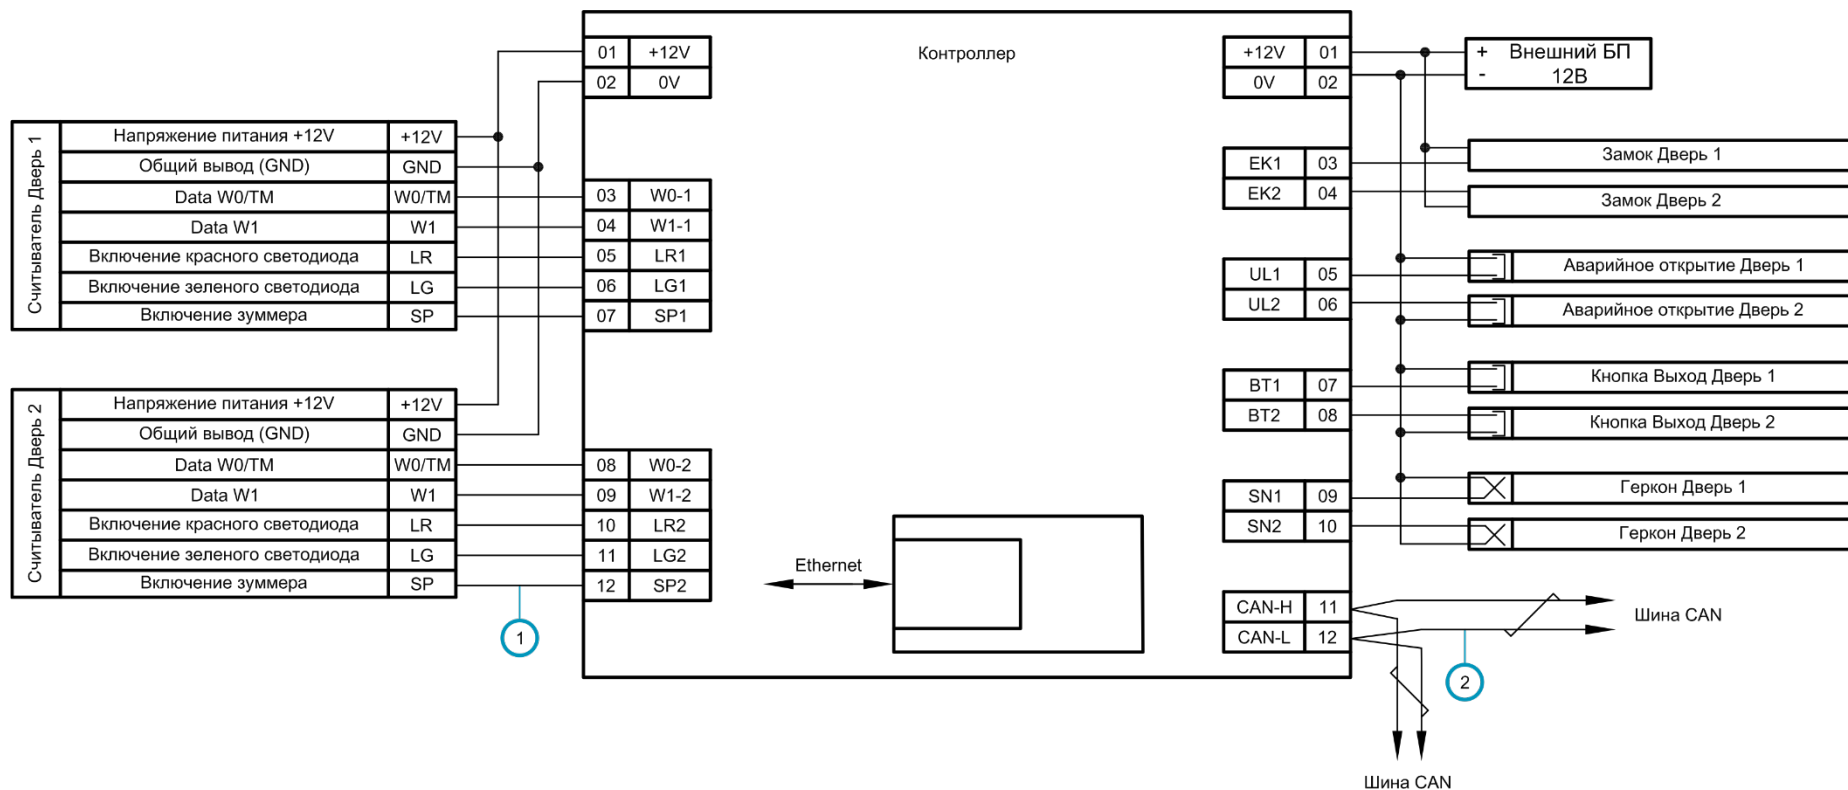 Контроллер
01 +12V
02 0V
Считыватель Дверь 1
Напряжение питания +12V +12V
Общий вывод (GND) GND
Data W0/TM W0/TM
Data W1 W1
Включение красного светодиода LR
Включение зеленого светодиода LG
Включение зуммера SP
03 W0-1
04 W1-1
05 LR1
06 LG1
07 SP1
Считыватель Дверь 2
Напряжение питания +12V +12V
Общий вывод (GND) GND
Data W0/TM W0/TM
Data W1 W1
Включение красного светодиода LR
Включение зеленого светодиода LG
Включение зуммера SP
08 W0-2
09 W1-2
10 LR2
11 LG2
12 SP2
1
Ethernet
+12V 01
0V 02
EK1 03
EK2 04
UL1 05
UL2 06
BT1 07
BT2 08
SN1 09
SN2 10
CAN-H 11
CAN-L 12
+ Внешний БП
- 12В
Замок Дверь 1
Замок Дверь 2
Аварийное открытие Дверь 1
Аварийное открытие Дверь 2
Кнопка Выход Дверь 1
Кнопка Выход Дверь 2
Геркон Дверь 1
Геркон Дверь 2
Шина CAN
2
Шина CAN